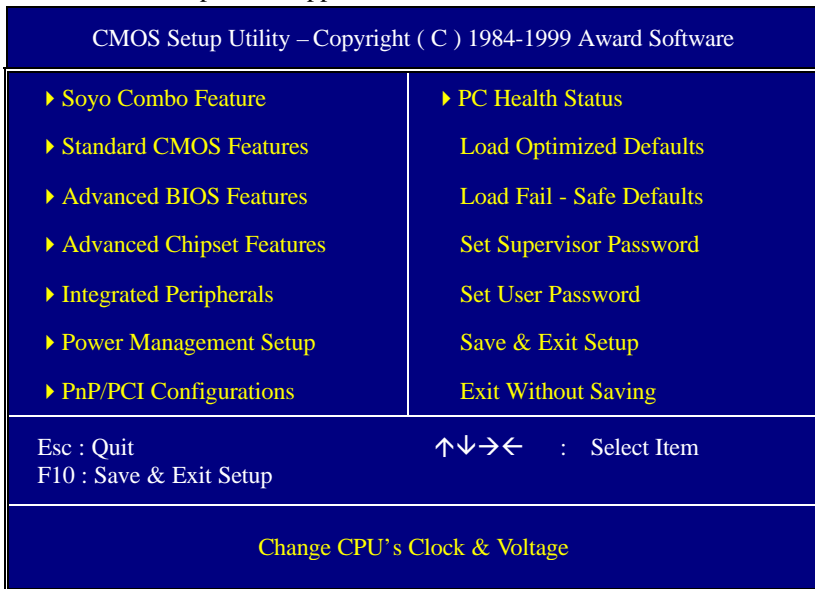 CMOS Setup Utility – Copyright ( C ) 1984-1999 Award Software
Soyo Combo Feature
Standard CMOS Features
Advanced BIOS Features
Advanced Chipset Features
Integrated Peripherals
Power Management Setup
PnP/PCI Configurations
PC Health Status
Load Optimized Defaults
Load Fail - Safe Defaults
Set Supervisor Password
Set User Password
Save & Exit Setup
Exit Without Saving
Esc : Quit
F10 : Save & Exit Setup
↑↓→← : Select Item
Change CPU's Clock & Voltage